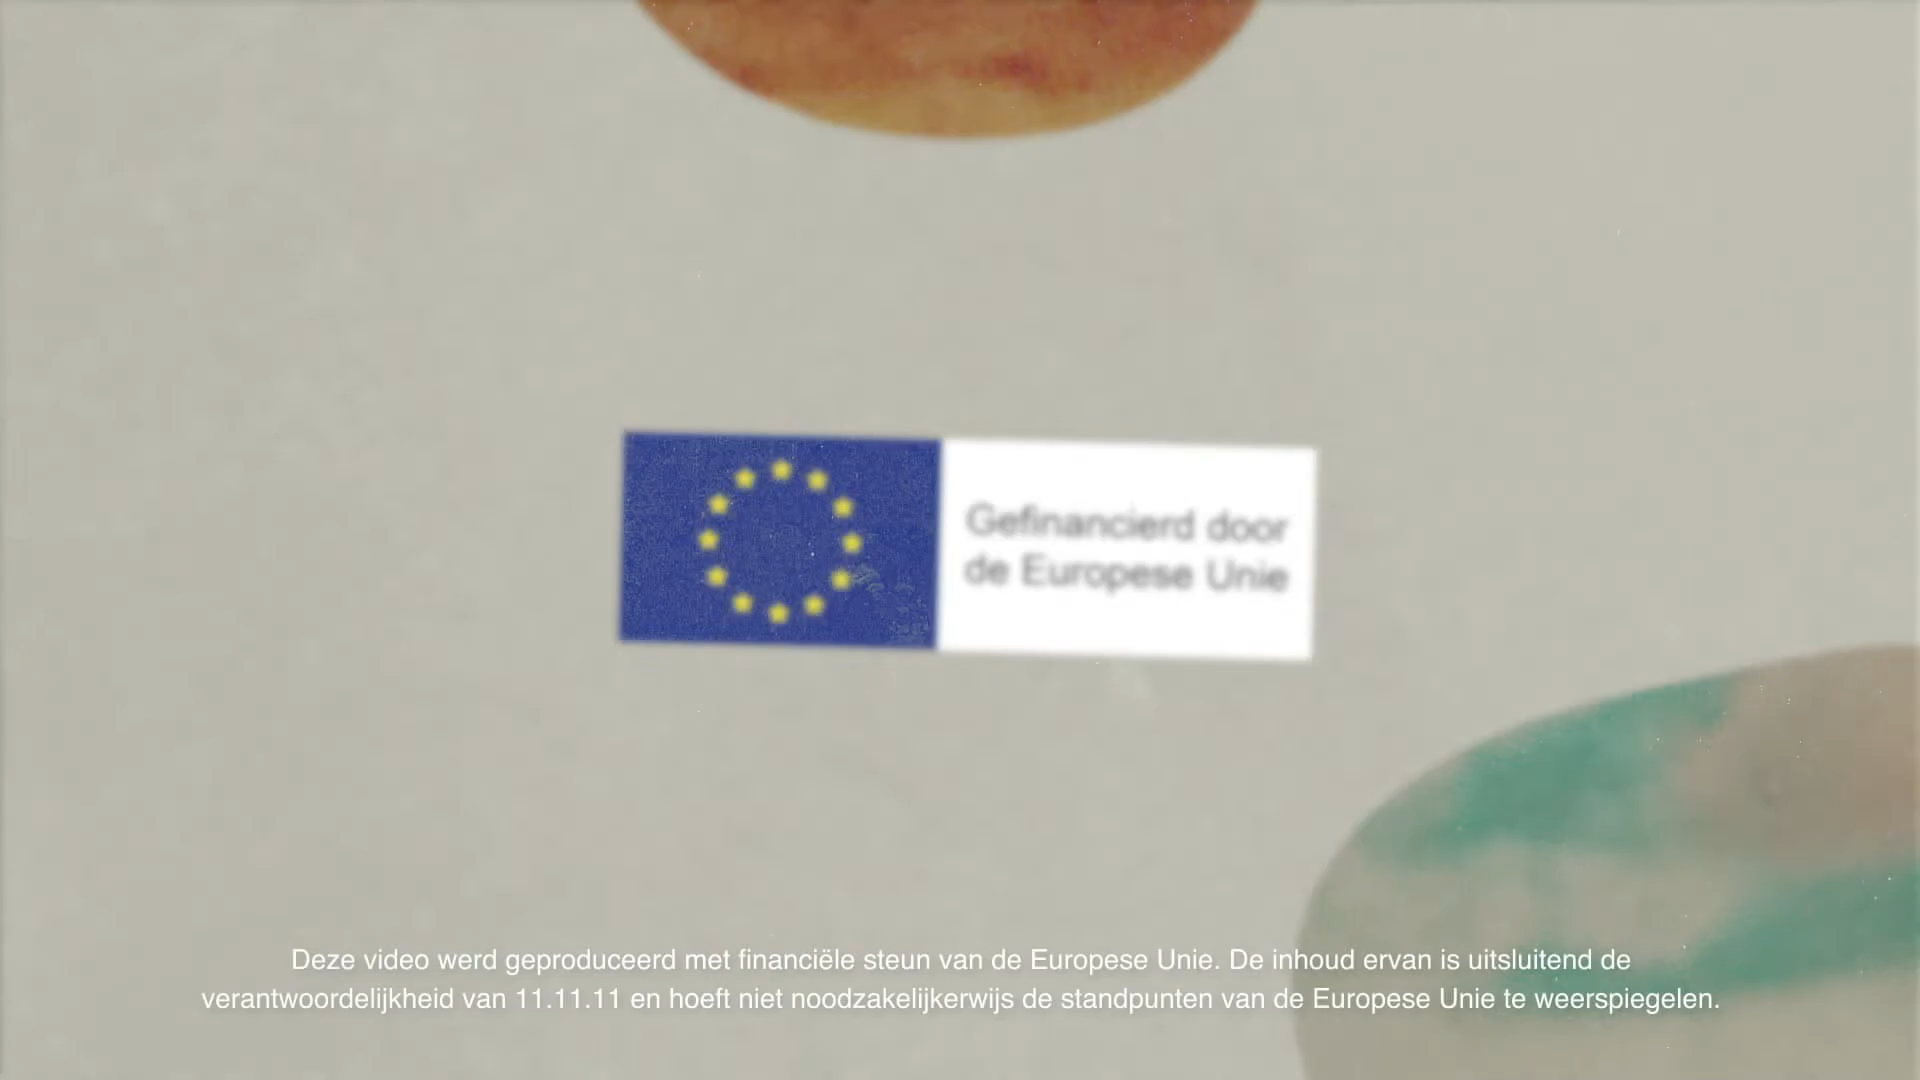 Gefinancierd door
de Europese Unie
Deze video werd geproduceerd met financiële steun van de Europese Unie. De inhoud ervan is uitsluitend de
verantwoordelijkheid van 11.11.11 en hoeft niet noodzakelijkerwijs de standpunten van de Europese Unie te weerspiegelen.